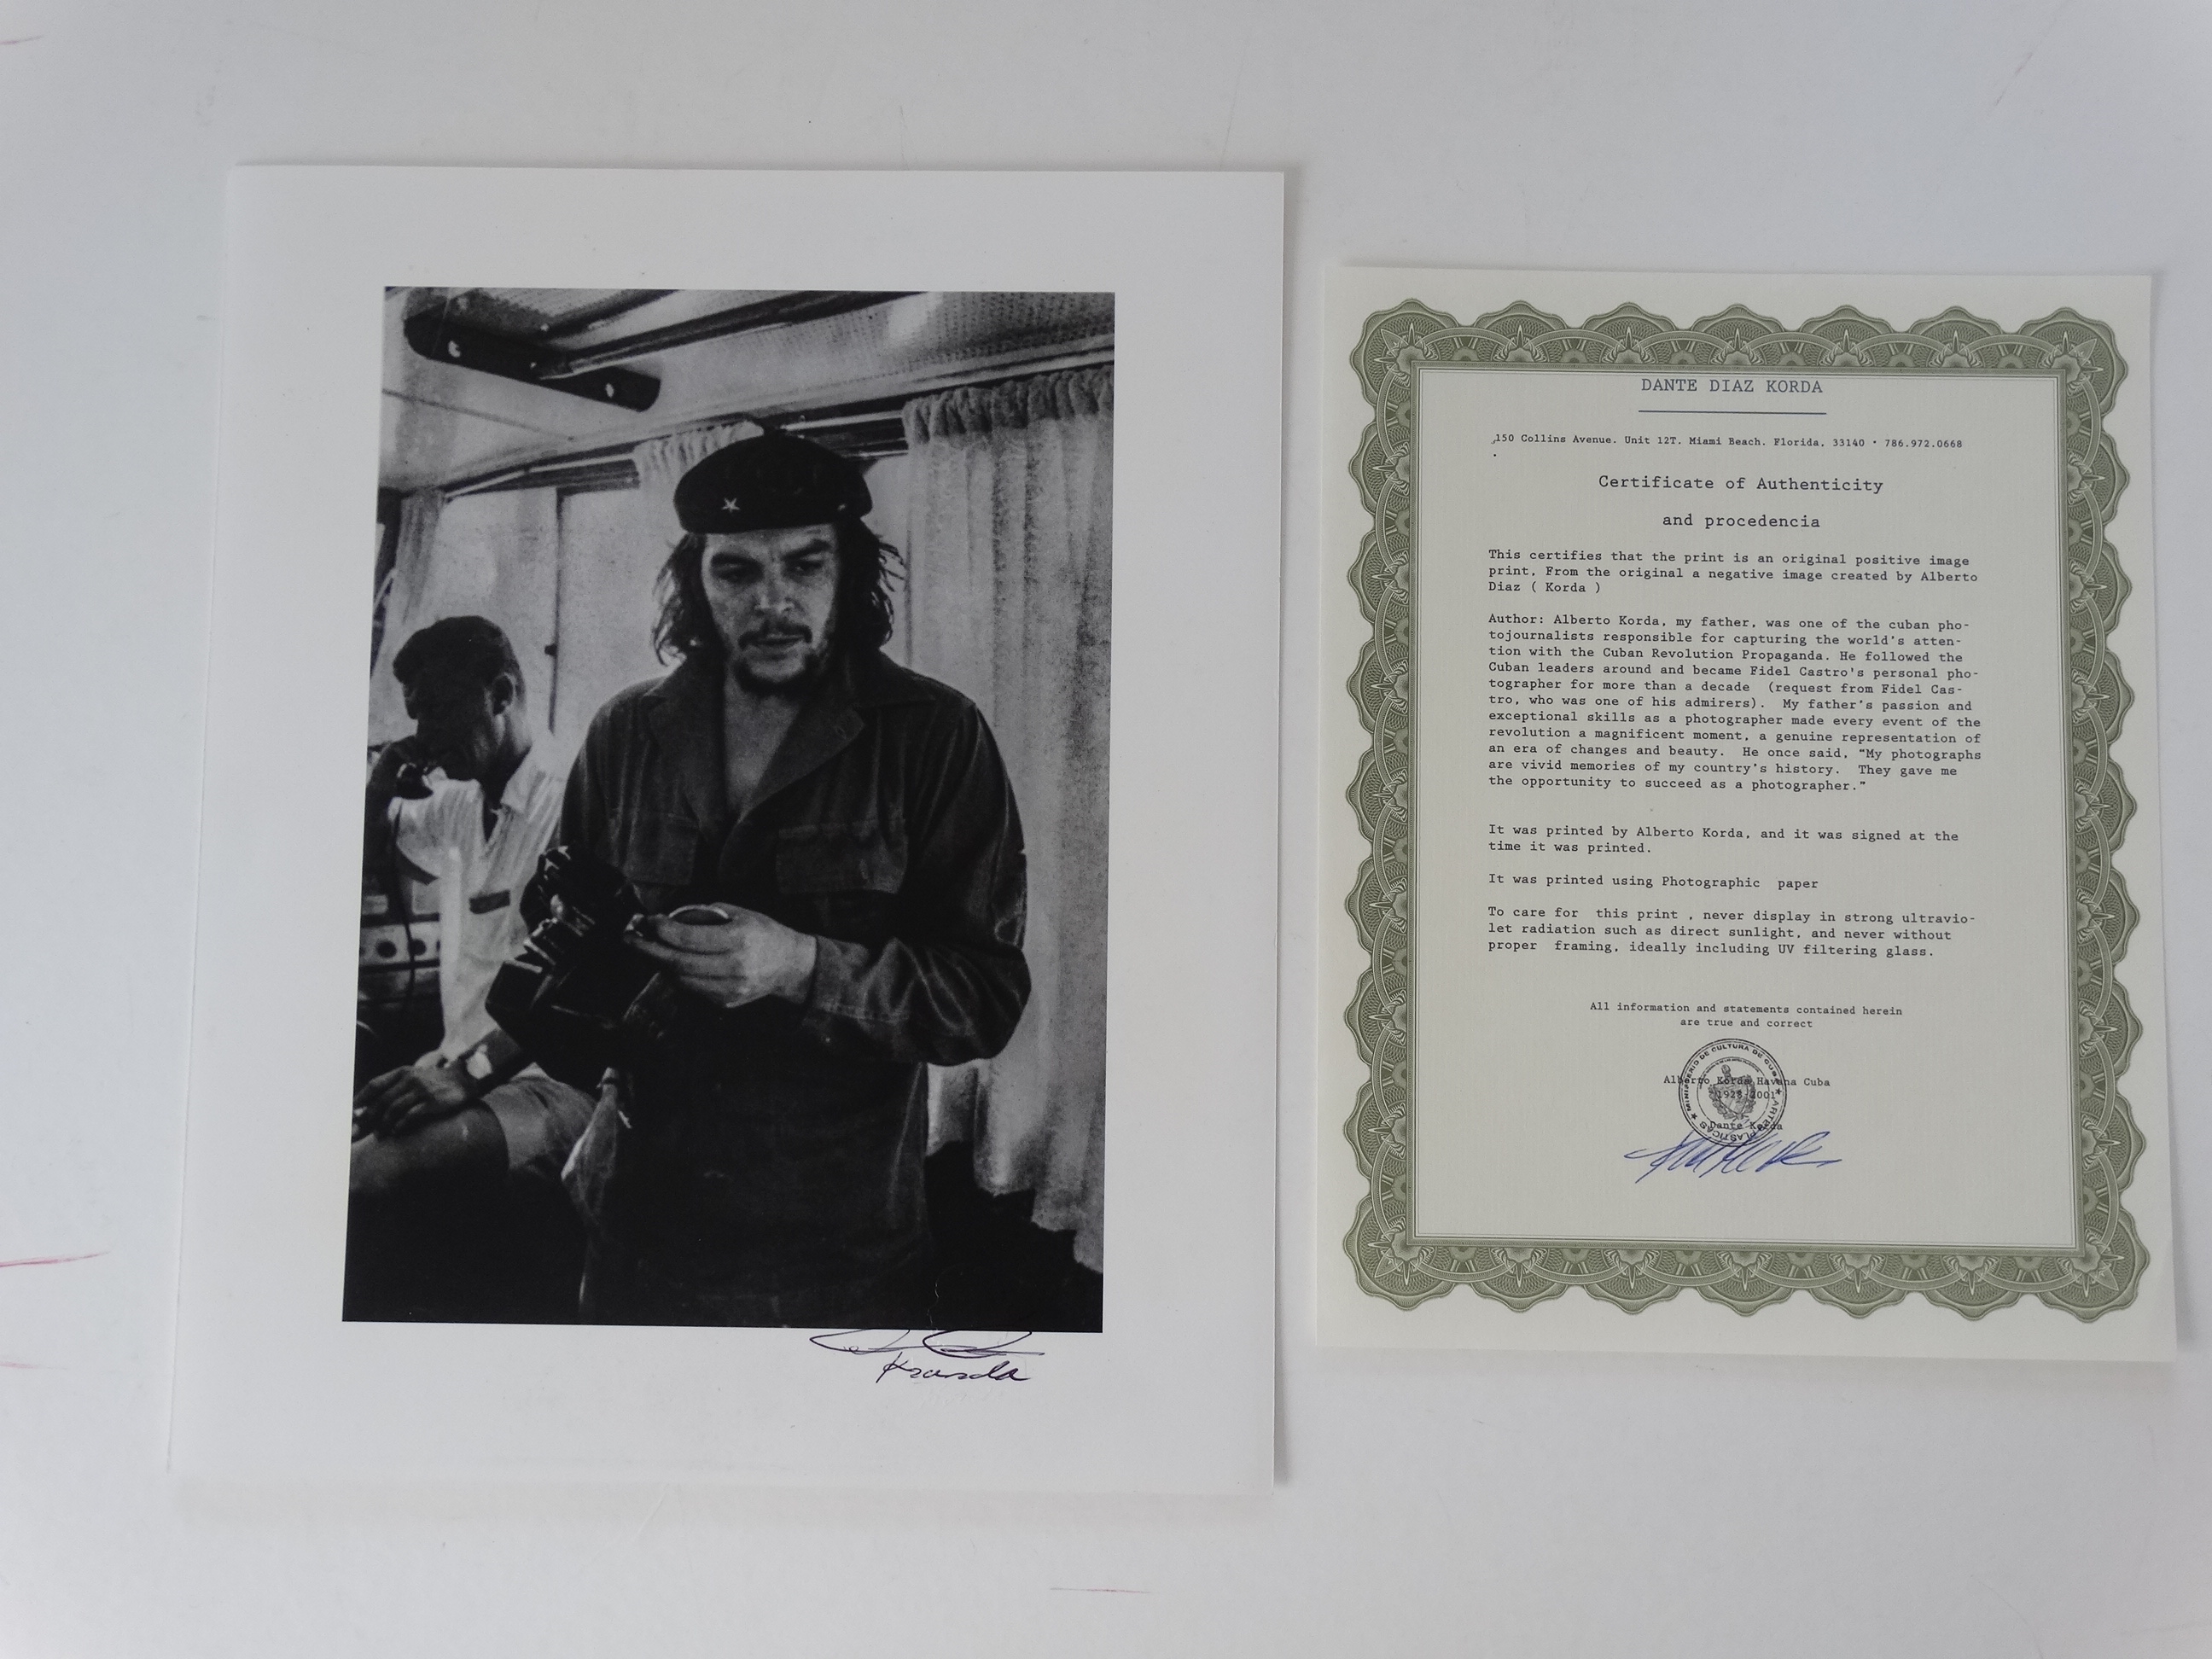 Korda
DANTE DIAZ KORDA
150 Collins Avenue. Unit 12T. Miami Beach. Florida, 33140 · 786.972.0668
Certificate of Authenticity
and procedencia
This certifies that the print is an original positive image
print, From the original a negative image created by Alberto
Diaz ( Korda )
Author: Alberto Korda, my father, was one of the cuban pho-
tojournalists responsible for capturing the world's atten-
tion with the Cuban Revolution Propaganda. He followed the
Cuban leaders around and became Fidel Castro's personal pho-
tographer for more than a decade (request from Fidel Cas-
tro, who was one of his admirers). My father's passion and
exceptional skills as a photographer made every event of the
revolution a magnificent moment, a genuine representation of
an era of changes and beauty. He once said, "My photographs
are vivid memories of my country's history. They gave me
the opportunity to succeed as a photographer."
It was printed by Alberto Korda, and it was signed at the
time it was printed.
It was printed using Photographic paper
To care for this print , never display in strong ultravio-
let radiation such as direct sunlight, and never without
proper framing, ideally including UV filtering glass.
All information and statements contained herein
are true and correct
MINISTERIO DE CULTURA DE CUBA ★ ARTES PLASTICAS ★
Alberto Korda Havana Cuba
1928-2001
Dante Korda